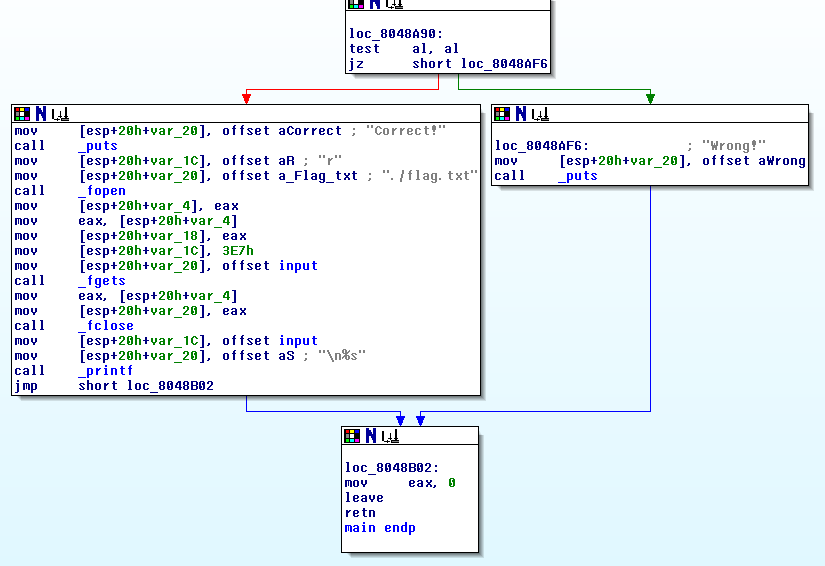 loc_8048A90:
test al, al
jz short loc_8048AF6
mov [esp+20h+var_20], offset aCorrect ; "Correct!"
call _puts
mov [esp+20h+var_1C], offset aR ; "r"
mov [esp+20h+var_20], offset a_Flag_txt ; "./flag.txt"
call _fopen
mov [esp+20h+var_4], eax
mov eax, [esp+20h+var_4]
mov [esp+20h+var_18], eax
mov [esp+20h+var_1C], 3E7h
mov [esp+20h+var_20], offset input
call _fgets
mov eax, [esp+20h+var_4]
mov [esp+20h+var_20], eax
call _fclose
mov [esp+20h+var_1C], offset input
mov [esp+20h+var_20], offset aS ; "\n%s"
call _printf
jmp short loc_8048B02
loc_8048AF6: ; "Wrong!"
mov [esp+20h+var_20], offset aWrong
call _puts
loc_8048B02:
mov eax, 0
leave
retn
main endp